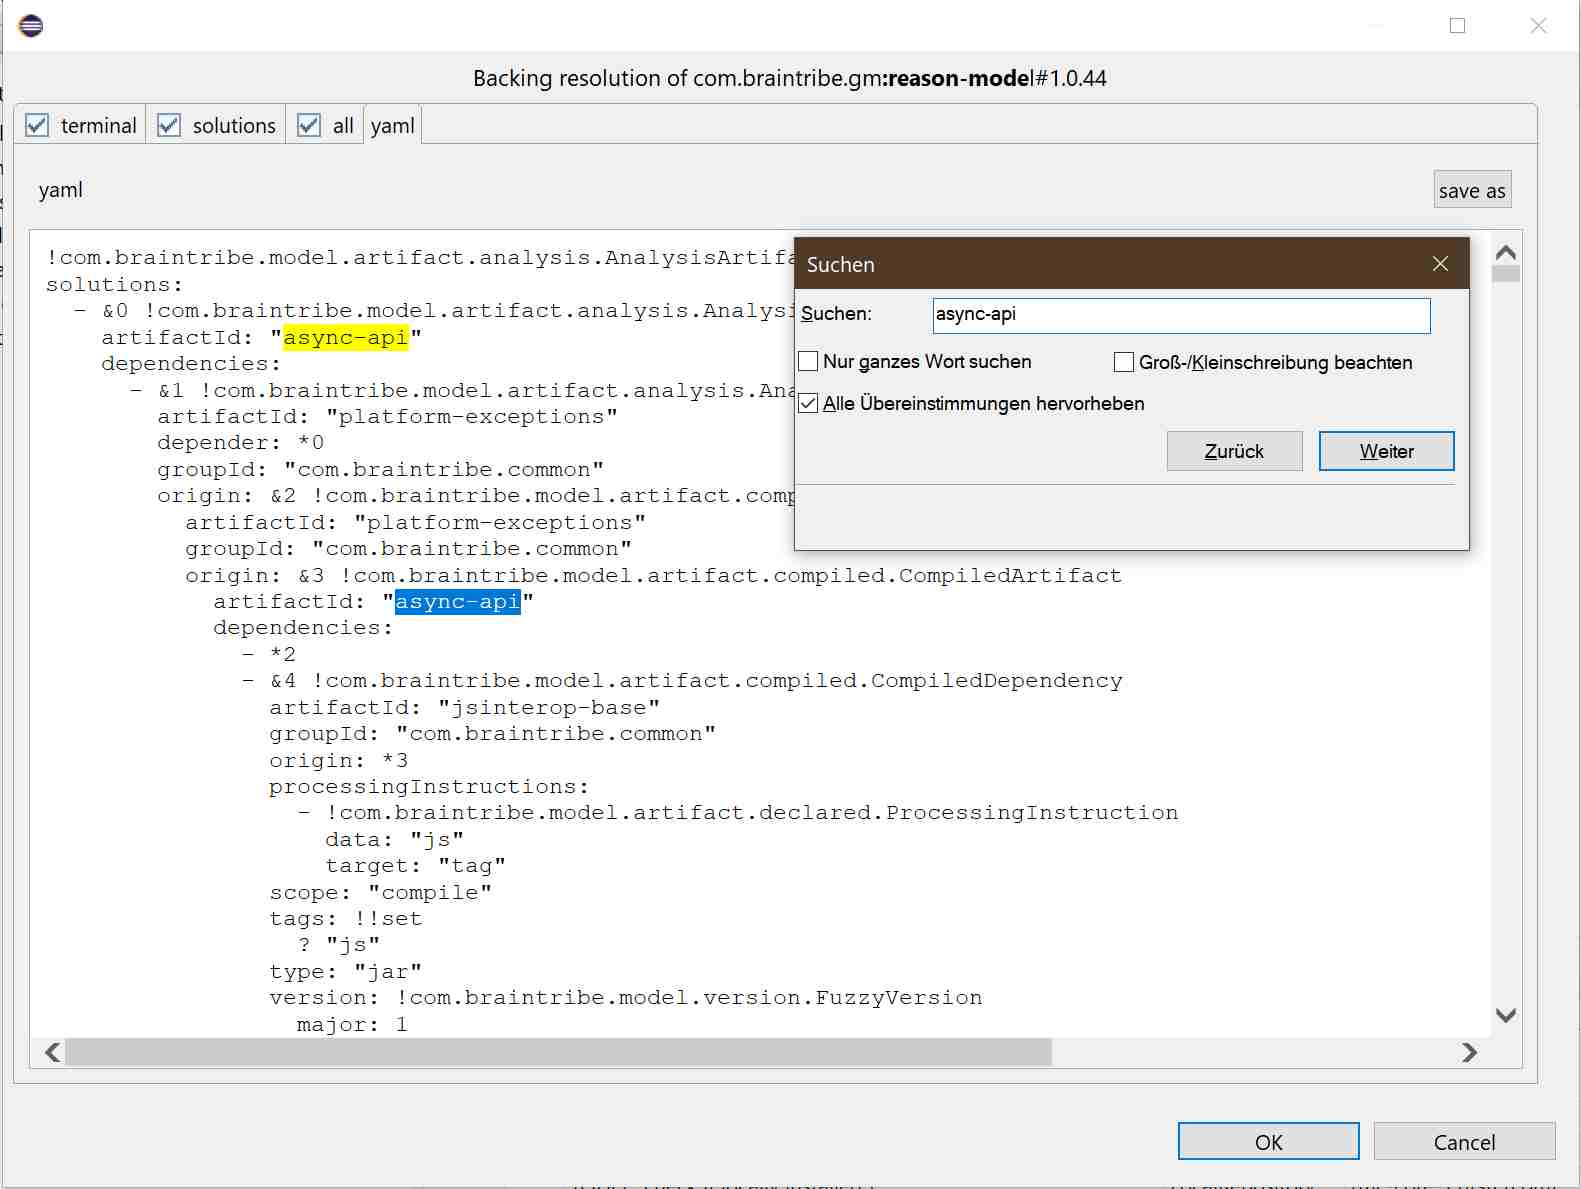 Backing resolution of com.braintribe.gm:reason-model#1.0.44
terminal solutions all yaml
yaml
save as
!com.braintribe.model.artifact.analysis.AnalysisArtifa
solutions:
- &0 !com.braintribe.model.artifact.analysis.Analysi
artifactId: "async-api"
dependencies:
- &1 !com.braintribe.model.artifact.analysis.Ana
artifactId: "platform-exceptions"
depender: *0
groupId: "com.braintribe.common"
origin: &2 !com.braintribe.model.artifact.comp
artifactId: "platform-exceptions"
groupId: "com.braintribe.common"
origin: &3 !com.braintribe.model.artifact.compiled.CompiledArtifact
artifactId: "async-api"
dependencies:
- *2
- &4 !com.braintribe.model.artifact.compiled.CompiledDependency
artifactId: "jsinterop-base"
groupId: "com.braintribe.common"
origin: *3
processingInstructions:
- !com.braintribe.model.artifact.declared.ProcessingInstruction
data: "js"
target: "tag"
scope: "compile"
tags: !!set
? "js"
type: "jar"
version: !com.braintribe.model.version.FuzzyVersion
major: 1
Suchen
Suchen: async-api
Nur ganzes Wort suchen Groß-/Kleinschreibung beachten
Alle Übereinstimmungen hervorheben
Zurück Weiter
OK Cancel